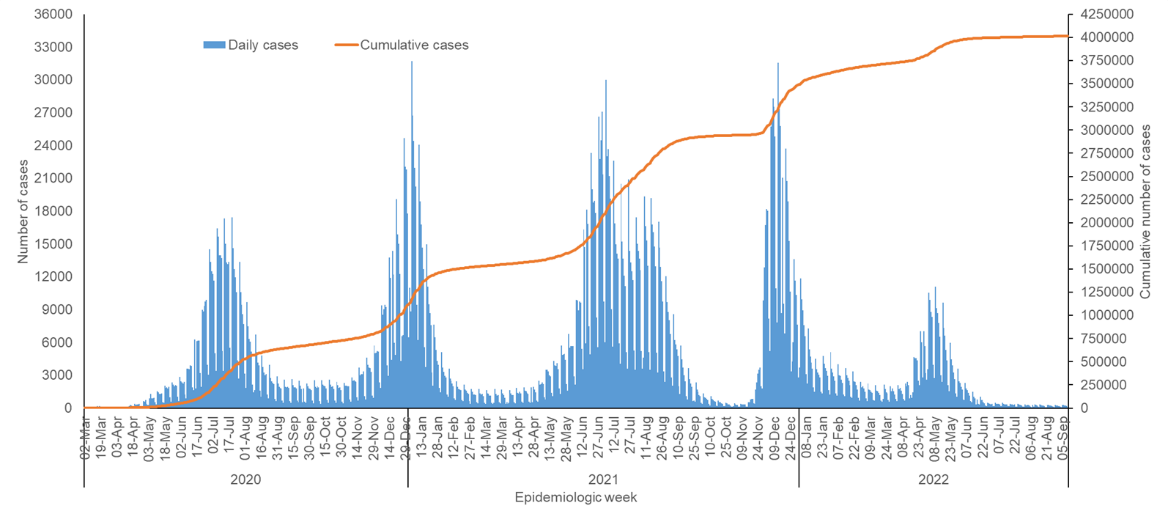 Number of cases
36000
33000
30000
27000
24000
21000
18000
15000
12000
9000
6000
3000
0
Daily cases
Cumulative cases
4250000
4000000
3750000
3500000
3250000
3000000
2750000
2500000
2250000
2000000
1750000
1500000
1250000
1000000
750000
500000
250000
0
Cumulative number of cases
02-Mar
19-Mar
03-Apr
18-Apr
03-May
18-May
02-Jun
17-Jun
02-Jul
17-Jul
01-Aug
16-Aug
31-Aug
15-Sep
30-Sep
15-Oct
30-Oct
14-Nov
29-Nov
14-Dec
29-Dec
13-Jan
28-Jan
12-Feb
27-Feb
14-Mar
29-Mar
13-Apr
28-Apr
13-May
28-May
12-Jun
27-Jun
12-Jul
27-Jul
11-Aug
26-Aug
10-Sep
25-Sep
10-Oct
25-Oct
09-Nov
24-Nov
09-Dec
24-Dec
08-Jan
23-Jan
07-Feb
22-Feb
09-Mar
24-Mar
08-Apr
23-Apr
08-May
23-May
07-Jun
22-Jun
07-Jul
22-Jul
06-Aug
21-Aug
05-Sep
2020
2021
2022
Epidemiologic week